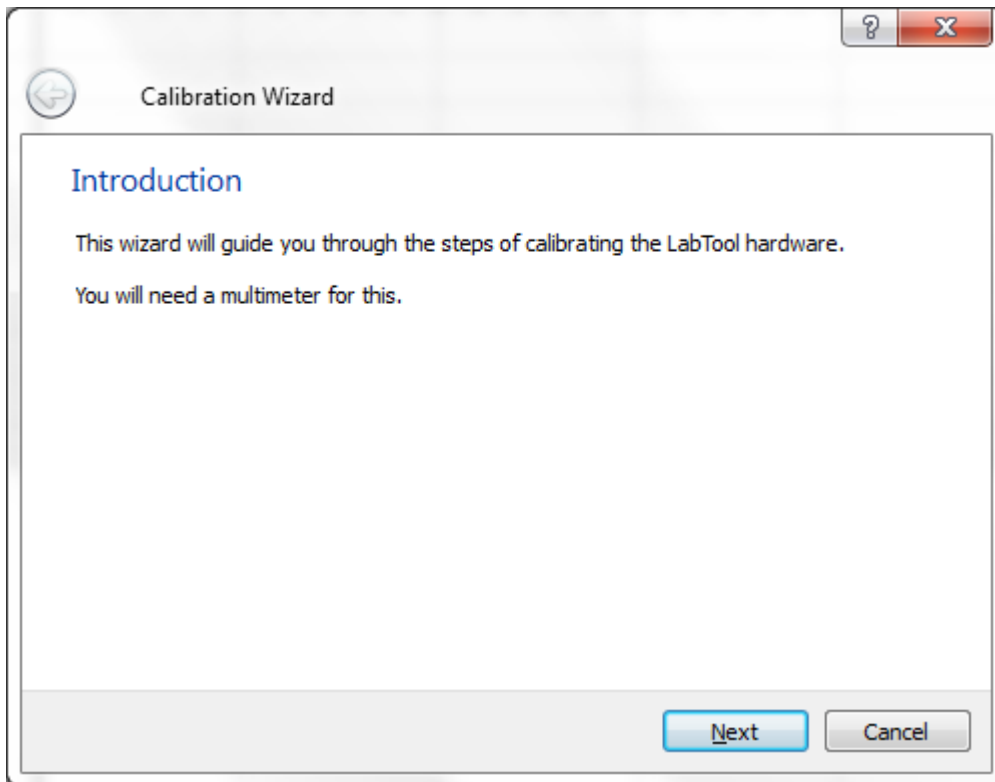 Calibration Wizard
Introduction
This wizard will guide you through the steps of calibrating the LabTool hardware.
You will need a multimeter for this.
Next Cancel